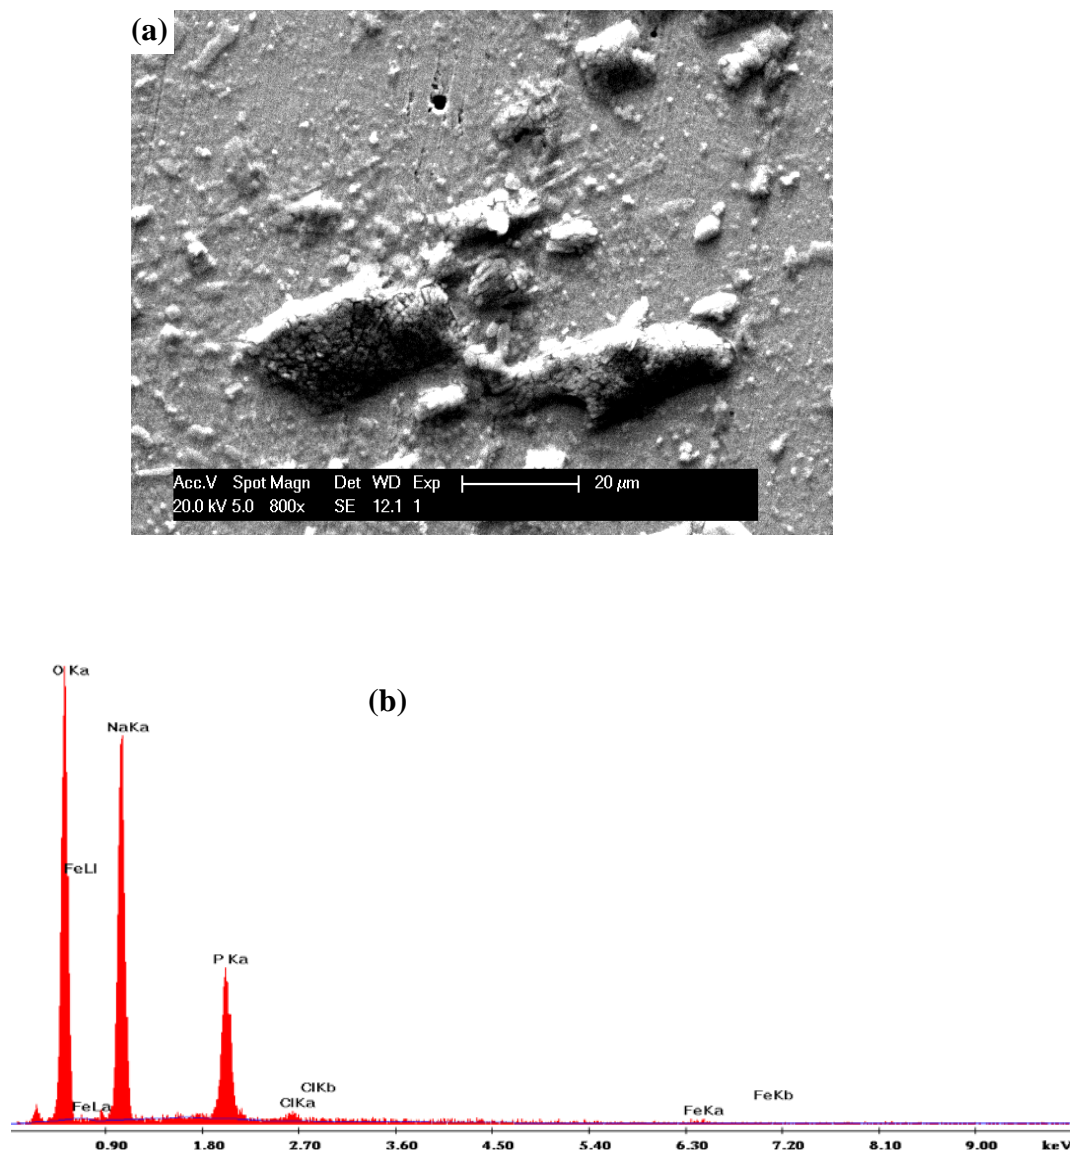 (a)
Acc.V Spot Magn Det WD Exp 20 µm
20.0 kV 5.0 800x SE 12.1 1
O Ka
(b)
NaKa
FeLl
P Ka
ClKb
FeKb
ClKa
FeLa
FeKa
0.90 1.80 2.70 3.60 4.50 5.40 6.30 7.20 8.10 9.00 keV